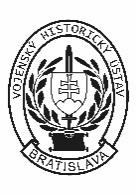 VOJENSKÝ HISTORICKÝ ÚSTAV
BRATISLAVA